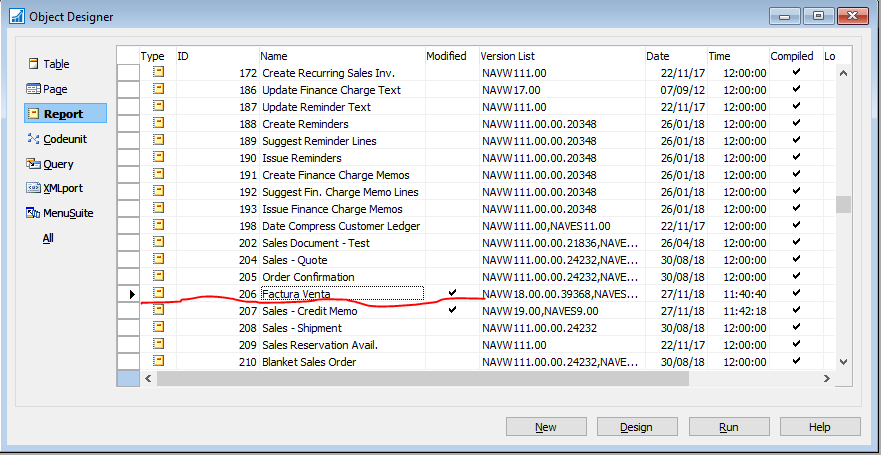 Object Designer
Type ID Name Modified Version List Date Time Compiled Lo
Table
Page
Report
Codeunit
Query
XMLport
MenuSuite
All
172 Create Recurring Sales Inv. NAVW111.00 22/11/17 12:00:00
186 Update Finance Charge Text NAVW17.00 07/09/12 12:00:00
187 Update Reminder Text NAVW111.00 22/11/17 12:00:00
188 Create Reminders NAVW111.00.00.20348 26/01/18 12:00:00
189 Suggest Reminder Lines NAVW111.00.00.20348 26/01/18 12:00:00
190 Issue Reminders NAVW111.00.00.20348 26/01/18 12:00:00
191 Create Finance Charge Memos NAVW111.00.00.20348 26/01/18 12:00:00
192 Suggest Fin. Charge Memo Lines NAVW111.00.00.20348 26/01/18 12:00:00
193 Issue Finance Charge Memos NAVW111.00.00.20348 26/01/18 12:00:00
198 Date Compress Customer Ledger NAVW111.00,NAVES11.00 22/11/17 12:00:00
202 Sales Document - Test NAVW111.00.00.21836,NAVE... 26/04/18 12:00:00
204 Sales - Quote NAVW111.00.00.24232,NAVE... 30/08/18 12:00:00
205 Order Confirmation NAVW111.00.00.24232,NAVE... 30/08/18 12:00:00
206 Factura Venta NAVW18.00.00.39368,NAVES... 27/11/18 11:40:40
207 Sales - Credit Memo NAVW19.00,NAVES9.00 27/11/18 11:42:18
208 Sales - Shipment NAVW111.00.00.24232 30/08/18 12:00:00
209 Sales Reservation Avail. NAVW111.00 22/11/17 12:00:00
210 Blanket Sales Order NAVW111.00.00.24232,NAVE... 30/08/18 12:00:00
New Design Run Help